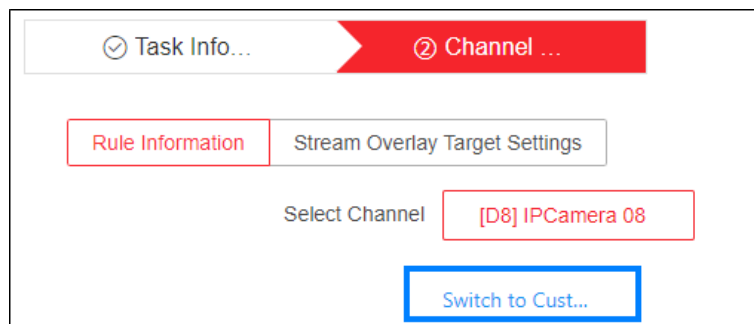 Task Info...
② Channel ...
Rule Information
Stream Overlay Target Settings
Select Channel
[D8] IPCamera 08
Switch to Cust...